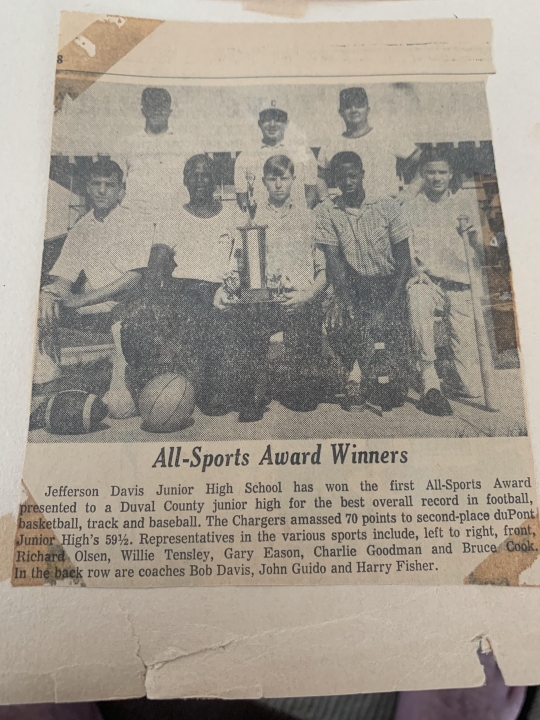 8
All-Sports Award Winners
Jefferson Davis Junior High School has won the first All-Sports Award
presented to a Duval County junior high for the best overall record in football,
basketball, track and baseball. The Chargers amassed 70 points to second-place duPont
Junior High's 59½. Representatives in the various sports include, left to right, front,
Richard Olsen, Willie Tensley, Gary Eason, Charlie Goodman and Bruce Cook.
In the back row are coaches Bob Davis, John Guido and Harry Fisher.